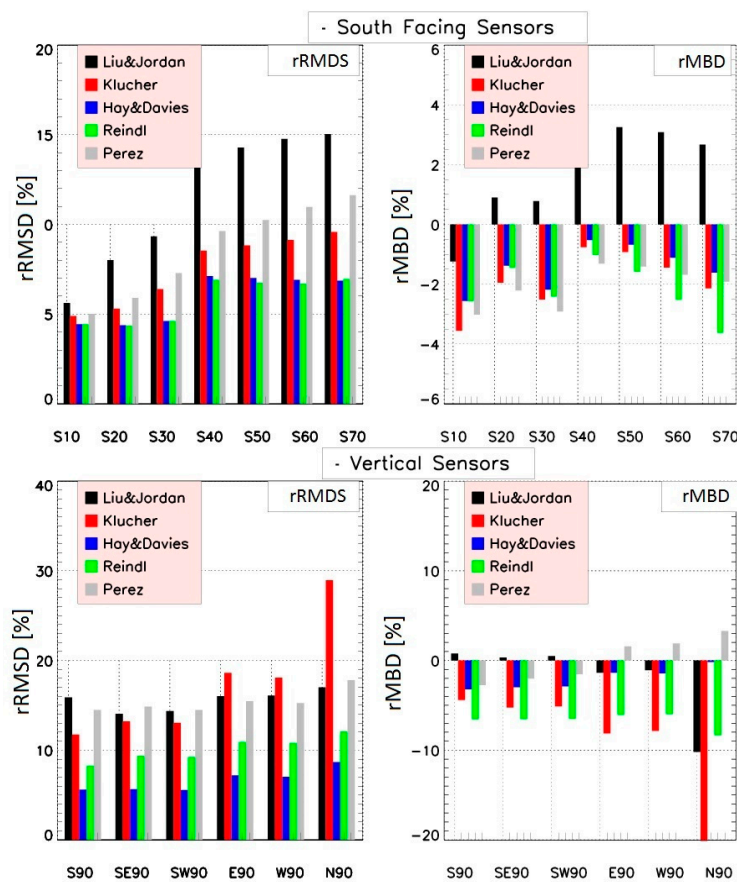 - South Facing Sensors
rRMDS
Liu&Jordan
Klucher
Hay&Davies
Reindl
Perez
rRMSD [%]
20
15
0
5
0
S10 S20 S30 S40 S50 S60 S70
rMBD
Liu&Jordan
Klucher
Hay&Davies
Reindl
Perez
rMBD [%]
6
4
2
0
-2
-4
-6
S10 S20 S30 S40 S50 S60 S70
- Vertical Sensors
rRMDS
Liu&Jordan
Klucher
Hay&Davies
Reindl
Perez
rRMSD [%]
40
30
20
10
0
S90 SE90 SW90 E90 W90 N90
rMBD
Liu&Jordan
Klucher
Hay&Davies
Reindl
Perez
rMBD [%]
20
10
0
-10
-20
S90 SE90 SW90 E90 W90 N90